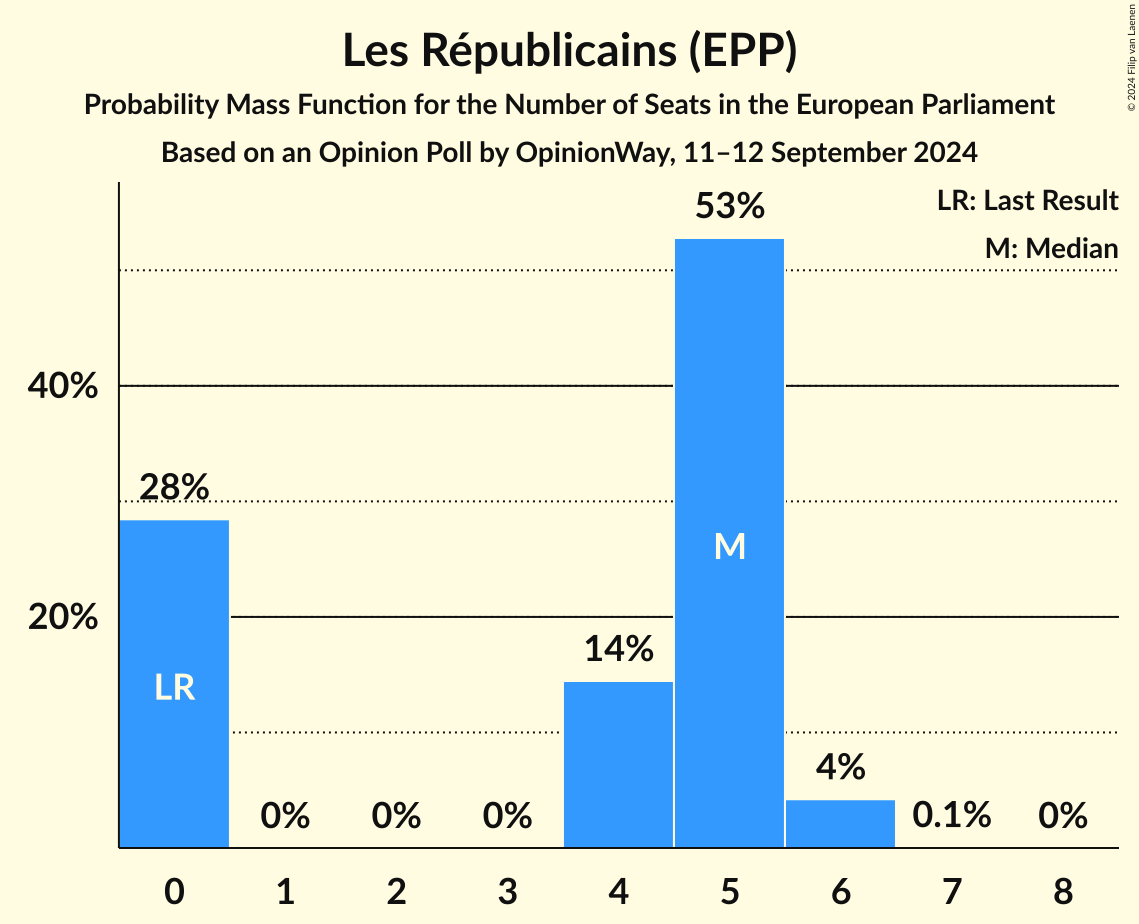 Les Républicains (EPP)
Probability Mass Function for the Number of Seats in the European Parliament
Based on an Opinion Poll by OpinionWay, 11–12 September 2024
© 2024 Filip van Laenen
LR: Last Result
M: Median
53%
40%
28%
M
20%
14%
LR
4%
0% 0% 0% 0.1% 0%
0 1 2 3 4 5 6 7 8